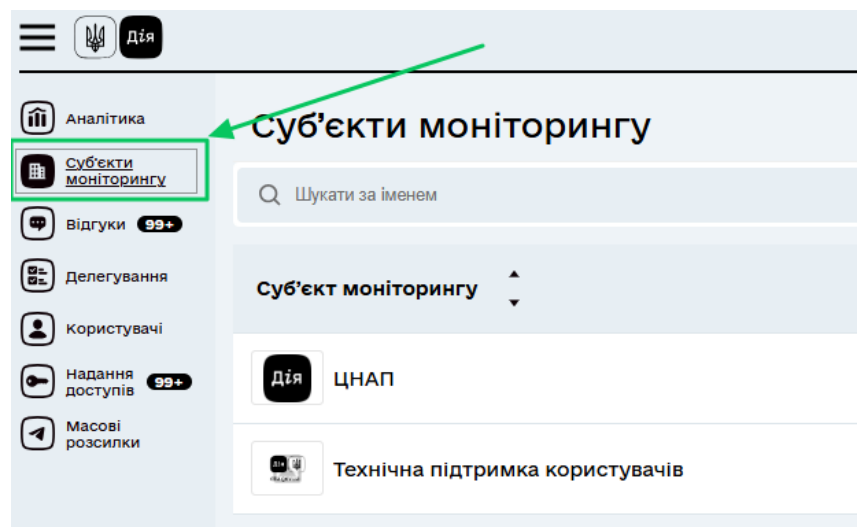 Дія
Аналітика
Суб'єкти
моніторингу
Відгуки 99+
Делегування
Користувачі
Надання
доступів 99+
Масові
розсилки
Суб’єкти моніторингу
Шукати за іменем
Суб’єкт моніторингу
Дія ЦНАП
Дія Технічна підтримка користувачів